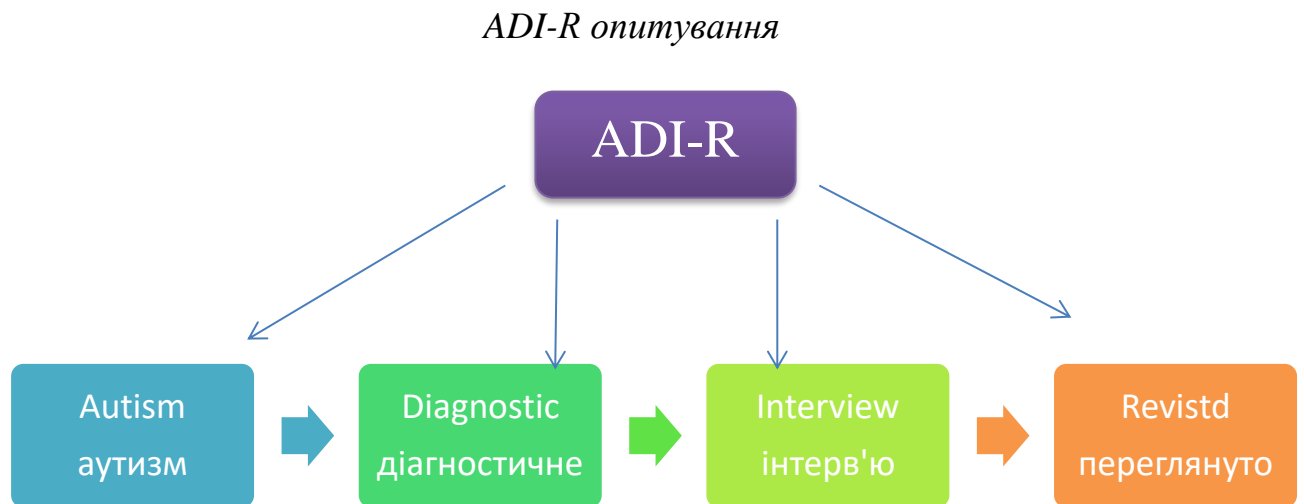 ADI-R опитування
ADI-R
Autism
аутизм
Diagnostic
діагностичне
Interview
інтерв'ю
Revistd
переглянуто